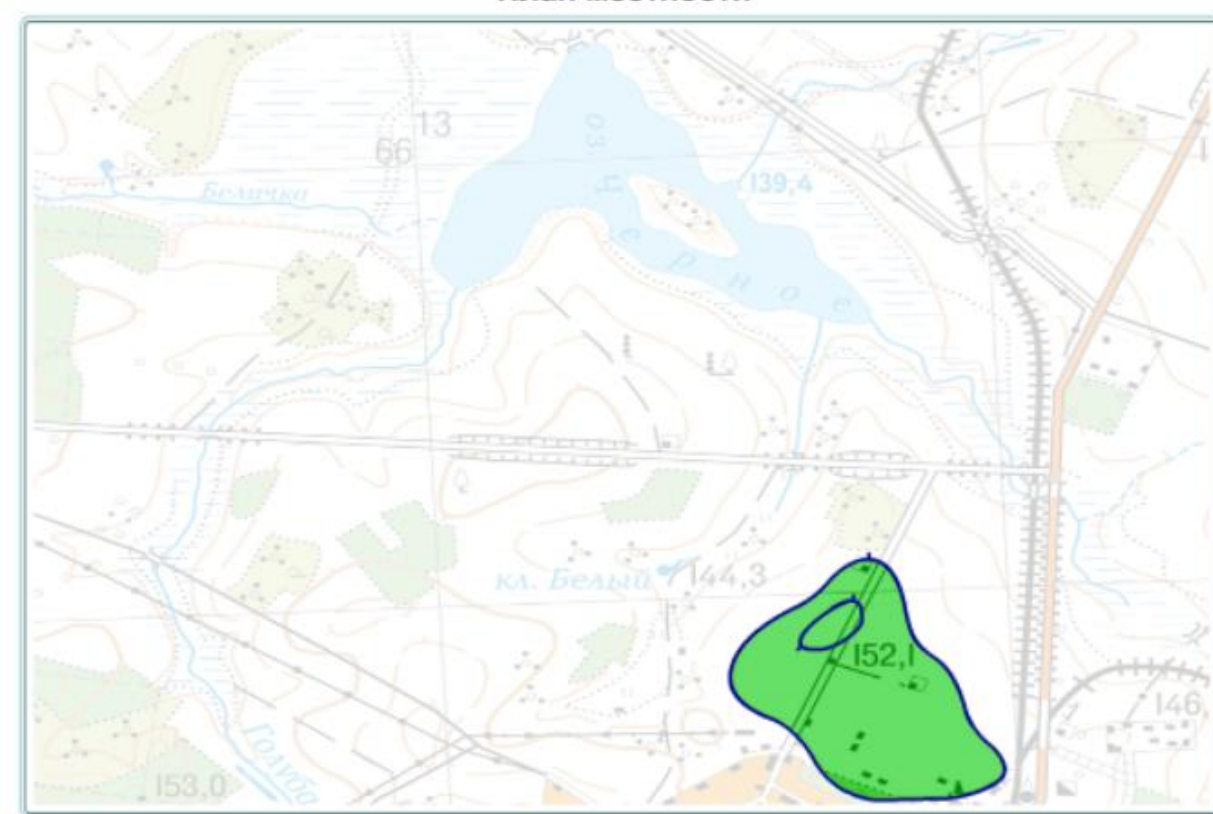 13
66
Беличка
139,4
оз. Черное
кл. Белый
144,3
152,1
146,
153,0
Голубо